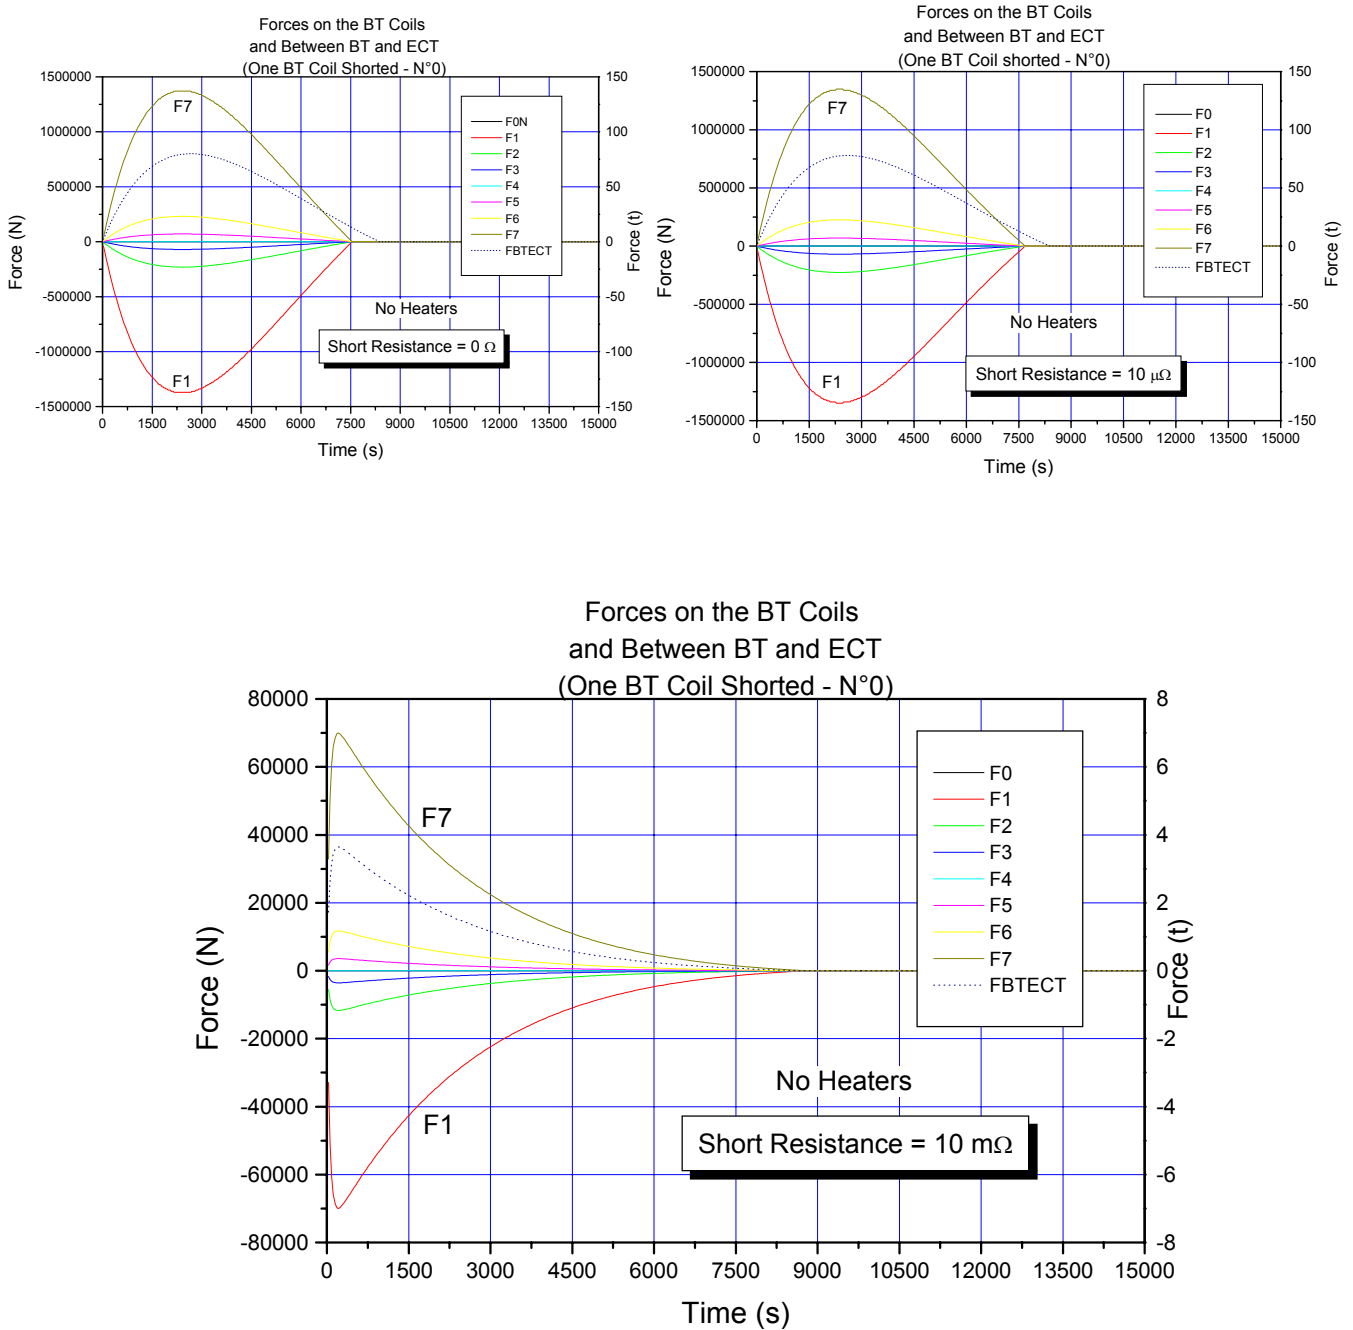 Forces on the BT Coils
and Between BT and ECT
(One BT Coil Shorted - N°0)
1500000
1000000
500000
0
-500000
-1000000
-1500000
Force (N)
150
100
50
0
-50
-100
-150
Force (t)
F7
F1
F0N
F1
F2
F3
F4
F5
F6
F7
FBTECT
No Heaters
Short Resistance = 0 Ω
0 1500 3000 4500 6000 7500 9000 10500 12000 13500 15000
Time (s)
Forces on the BT Coils
and Between BT and ECT
(One BT Coil shorted - N°0)
1500000
1000000
500000
0
-500000
-1000000
-1500000
Force (N)
150
100
50
0
-50
-100
-150
Force (t)
F7
F1
F0
F1
F2
F3
F4
F5
F6
F7
FBTECT
No Heaters
Short Resistance = 10 μΩ
0 1500 3000 4500 6000 7500 9000 10500 12000 13500 15000
Time (s)
Forces on the BT Coils
and Between BT and ECT
(One BT Coil Shorted - N°0)
80000
60000
40000
20000
0
-20000
-40000
-60000
-80000
Force (N)
8
6
4
2
0
-2
-4
-6
-8
Force (t)
F7
F1
F0
F1
F2
F3
F4
F5
F6
F7
FBTECT
No Heaters
Short Resistance = 10 mΩ
0 1500 3000 4500 6000 7500 9000 10500 12000 13500 15000
Time (s)